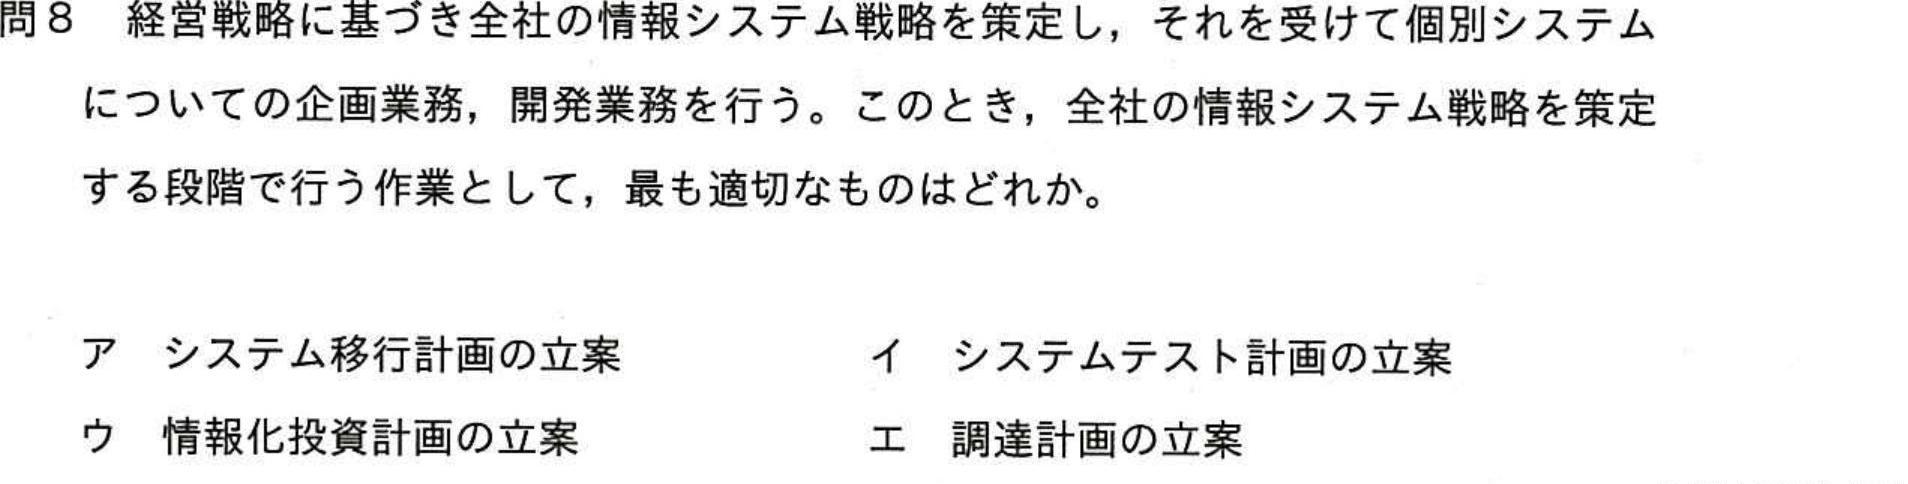 問８　経営戦略に基づき全社の情報システム戦略を策定し，それを受けて個別システム
についての企画業務，開発業務を行う。このとき，全社の情報システム戦略を策定
する段階で行う作業として，最も適切なものはどれか。
ア　システム移行計画の立案　　イ　システムテスト計画の立案
ウ　情報化投資計画の立案　　エ　調達計画の立案